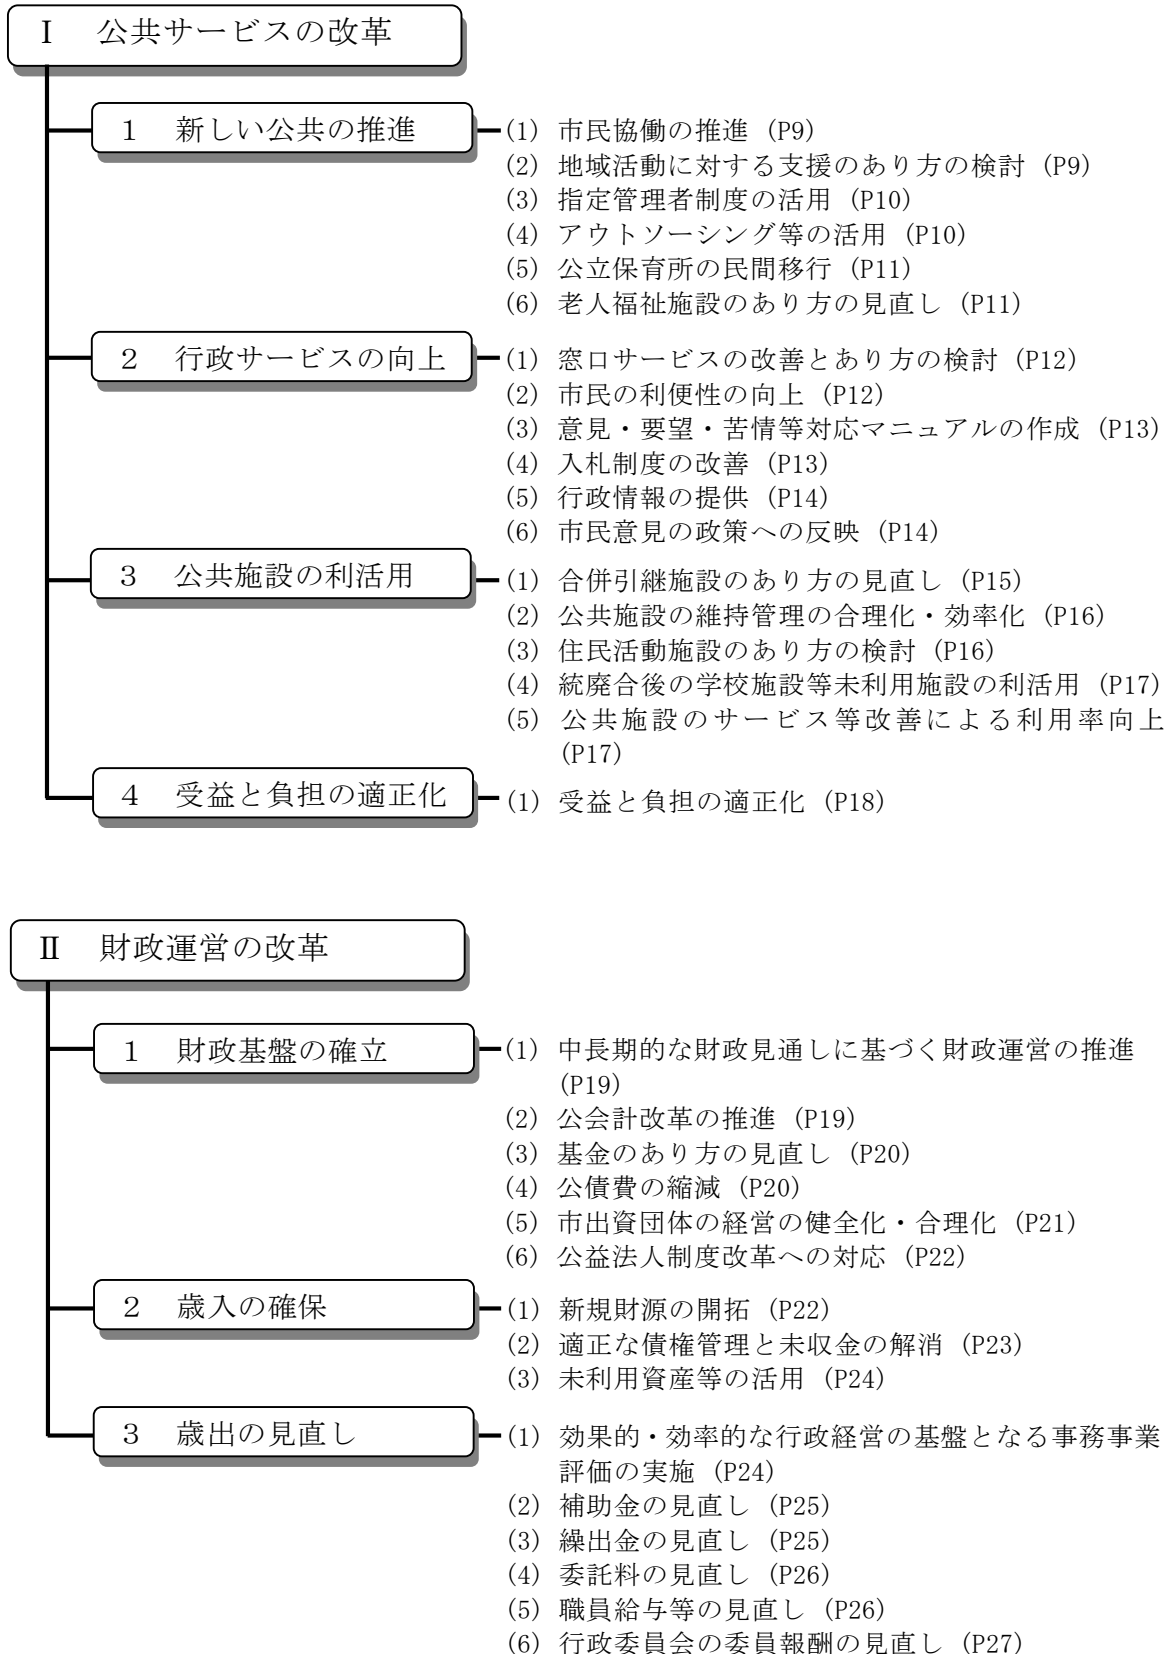 Ⅰ 公共サービスの改革
1 新しい公共の推進
(1) 市民協働の推進 (P9)
(2) 地域活動に対する支援のあり方の検討 (P9)
(3) 指定管理者制度の活用 (P10)
(4) アウトソーシング等の活用 (P10)
(5) 公立保育所の民間移行 (P11)
(6) 老人福祉施設のあり方の見直し (P11)
2 行政サービスの向上
(1) 窓口サービスの改善とあり方の検討 (P12)
(2) 市民の利便性の向上 (P12)
(3) 意見・要望・苦情等対応マニュアルの作成 (P13)
(4) 入札制度の改善 (P13)
(5) 行政情報の提供 (P14)
(6) 市民意見の政策への反映 (P14)
3 公共施設の利活用
(1) 合併引継施設のあり方の見直し (P15)
(2) 公共施設の維持管理の合理化・効率化 (P16)
(3) 住民活動施設のあり方の検討 (P16)
(4) 統廃合後の学校施設等未利用施設の利活用 (P17)
(5) 公共施設のサービス等改善による利用率向上
(P17)
4 受益と負担の適正化
(1) 受益と負担の適正化 (P18)
Ⅱ 財政運営の改革
1 財政基盤の確立
(1) 中長期的な財政見通しに基づく財政運営の推進
(P19)
(2) 公会計改革の推進 (P19)
(3) 基金のあり方の見直し (P20)
(4) 公債費の縮減 (P20)
(5) 市出資団体の経営の健全化・合理化 (P21)
(6) 公益法人制度改革への対応 (P22)
2 歳入の確保
(1) 新規財源の開拓 (P22)
(2) 適正な債権管理と未収金の解消 (P23)
(3) 未利用資産等の活用 (P24)
3 歳出の見直し
(1) 効果的・効率的な行政経営の基盤となる事務事業
評価の実施 (P24)
(2) 補助金の見直し (P25)
(3) 繰出金の見直し (P25)
(4) 委託料の見直し (P26)
(5) 職員給与等の見直し (P26)
(6) 行政委員会の委員報酬の見直し (P27)